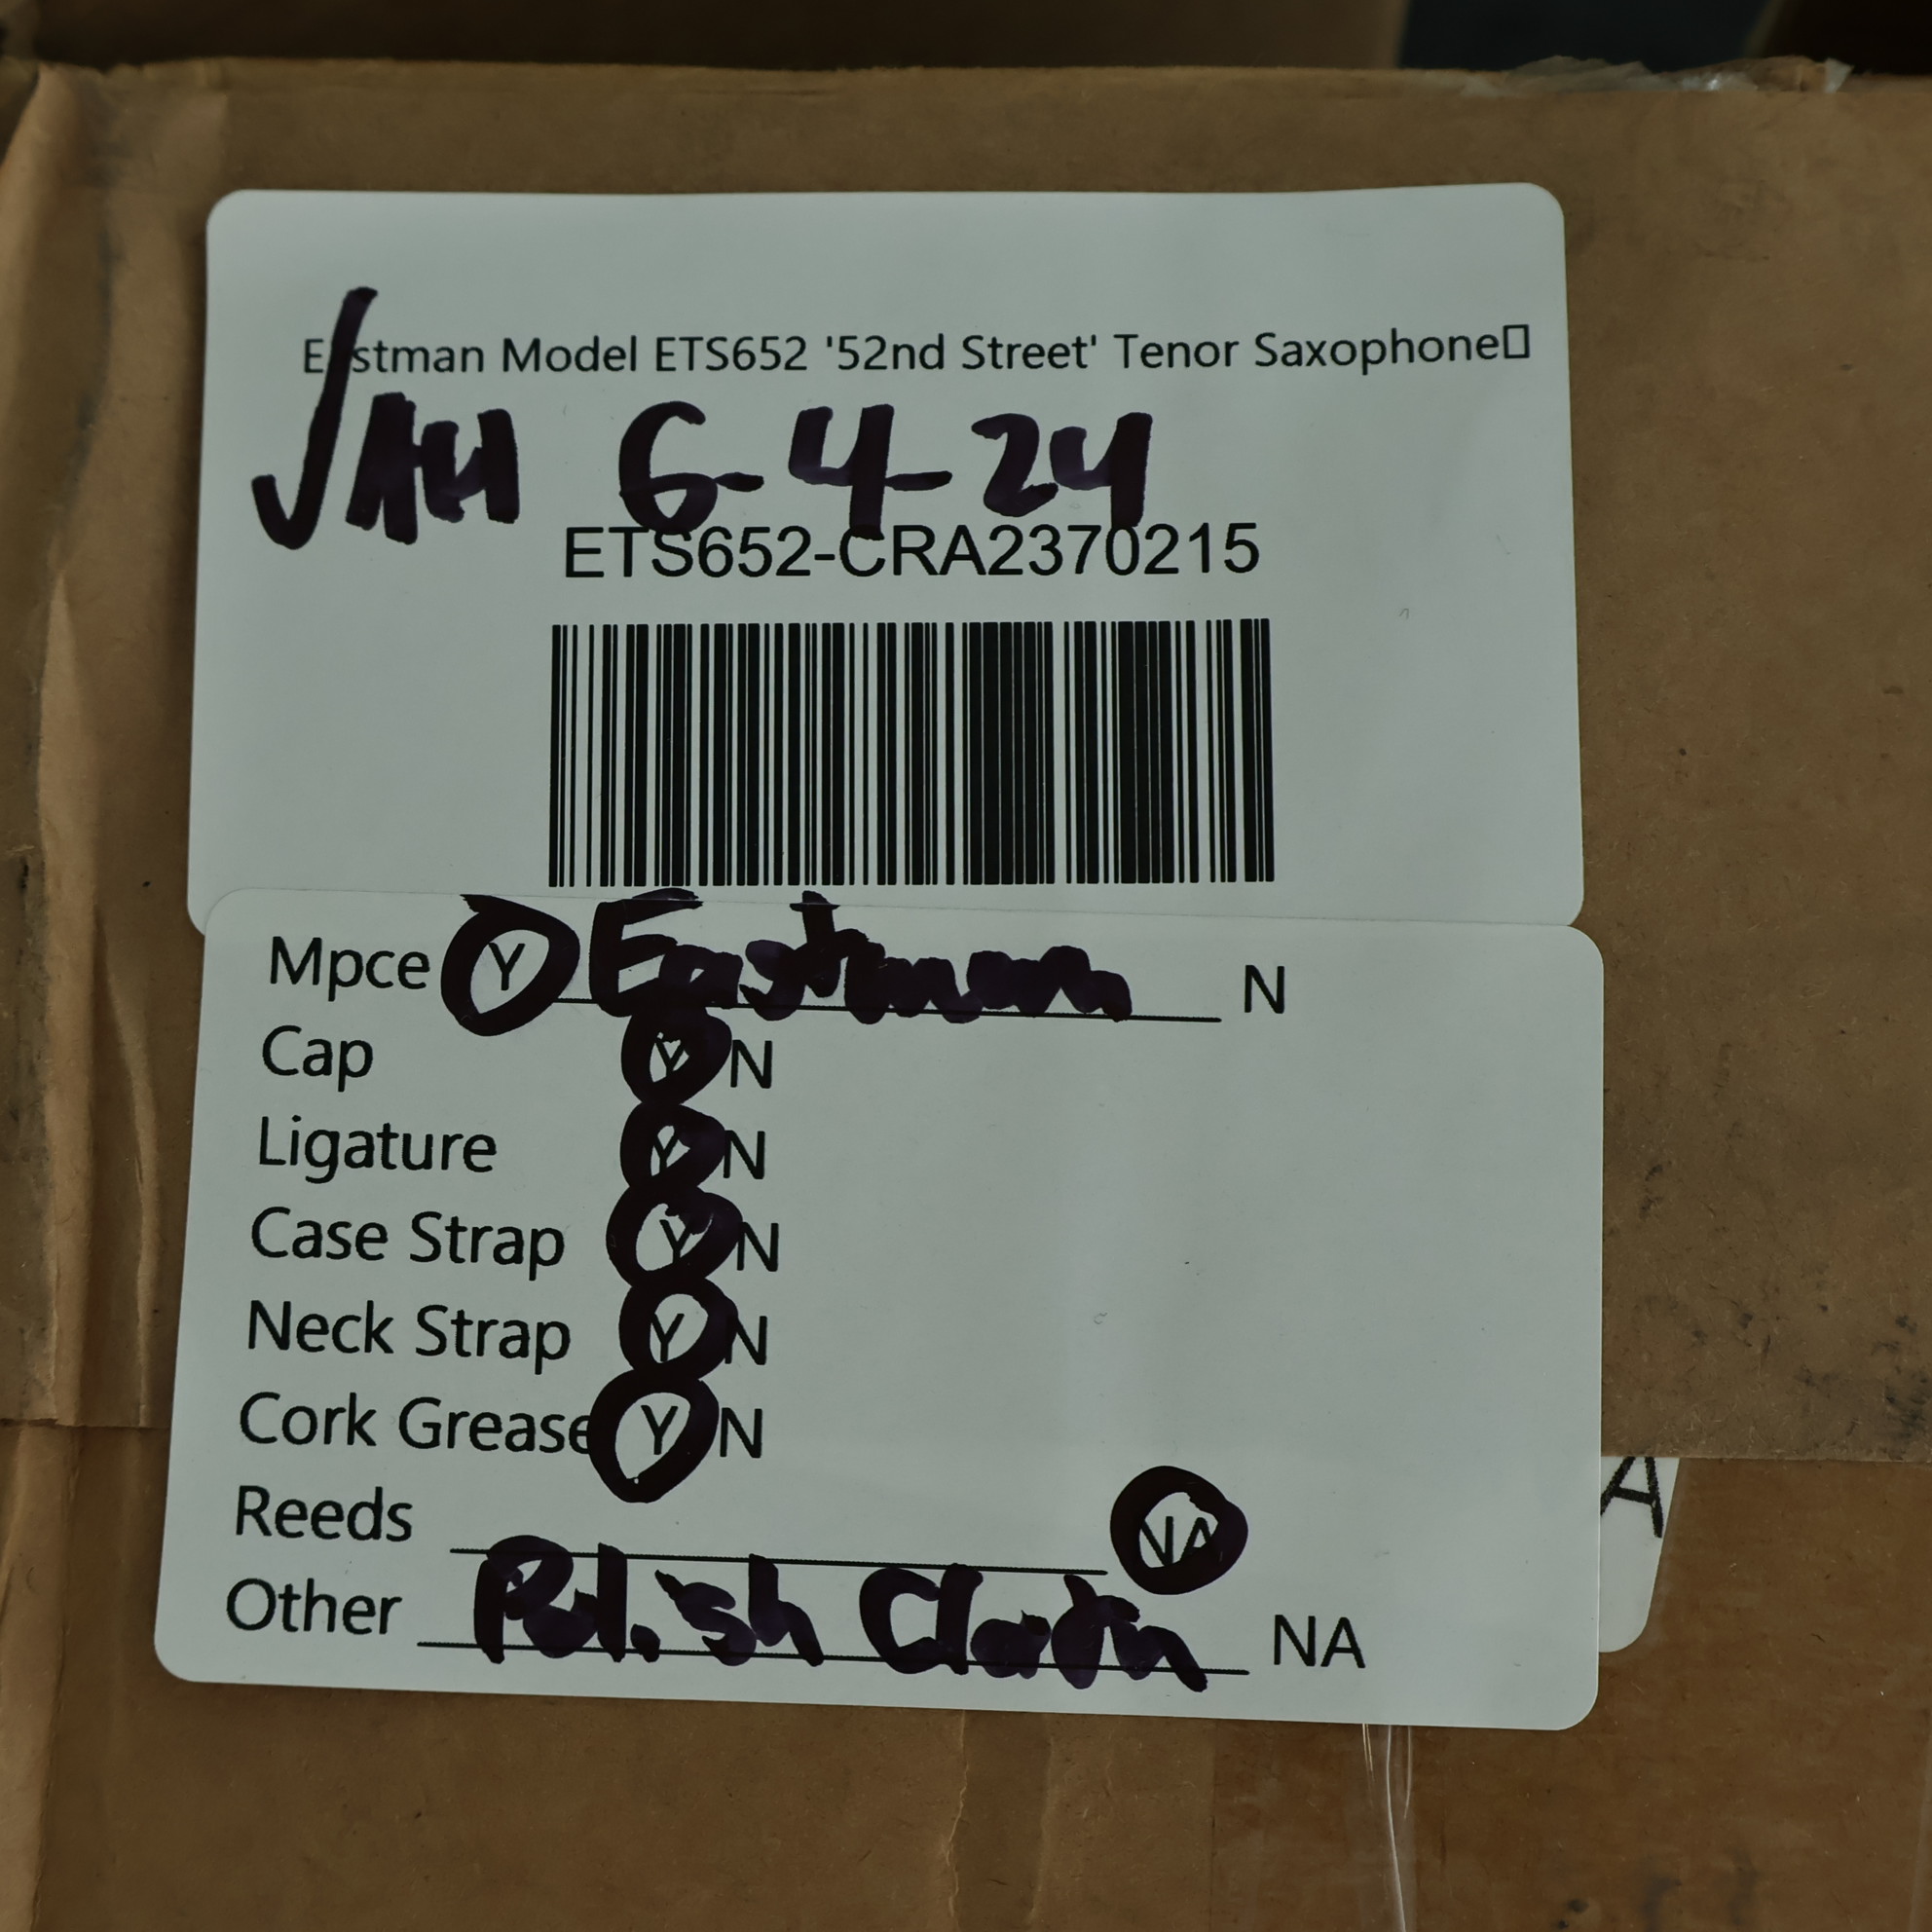 Eastman Model ETS652 '52nd Street' Tenor Saxophone
√ AH 6-4-24
ETS652-CRA2370215
Mpce Y Eastman N
Cap Y N
Ligature Y N
Case Strap Y N
Neck Strap Y N
Cork Grease Y N
Reeds NA
A
Other Polish Cloth NA